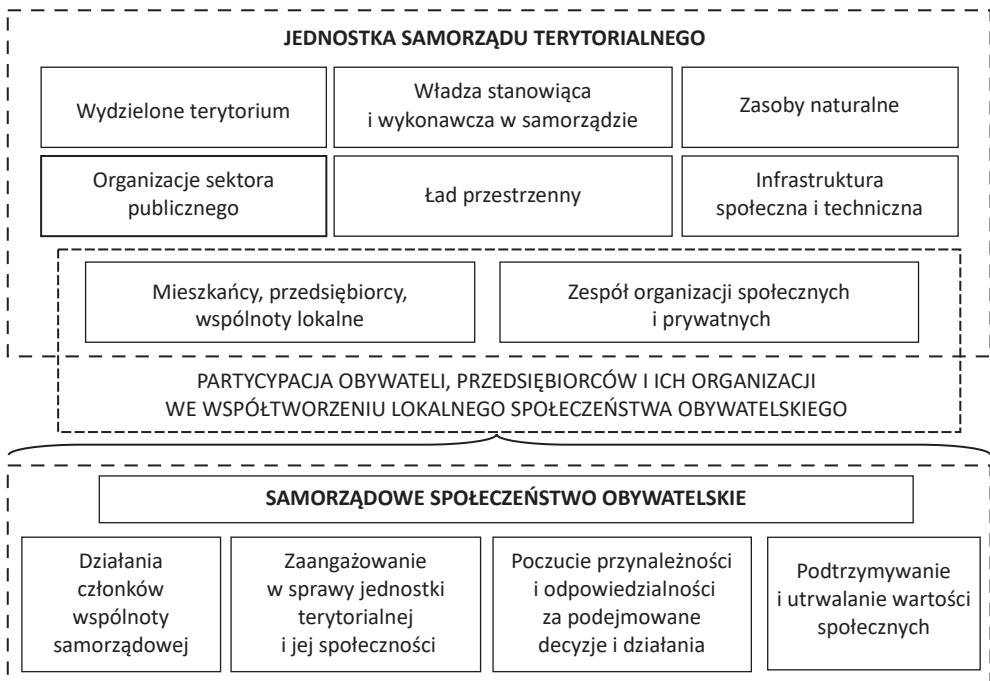 JEDNOSTKA SAMORZĄDU TERYTORIALNEGO
Wydzielone terytorium
Władza stanowiąca
i wykonawcza w samorządzie
Zasoby naturalne
Organizacje sektora
publicznego
Ład przestrzenny
Infrastruktura
społeczna i techniczna
Mieszkańcy, przedsiębiorcy,
wspólnoty lokalne
Zespół organizacji społecznych
i prywatnych
PARTYCYPACJA OBYWATELI, PRZEDSIĘBIORCÓW I ICH ORGANIZACJI
WE WSPÓŁTWORZENIU LOKALNEGO SPOŁECZEŃSTWA OBYWATELSKIEGO
SAMORZĄDOWE SPOŁECZEŃSTWO OBYWATELSKIE
Działania
członków
wspólnoty
samorządowej
Zaangażowanie
w sprawy jednostki
terytorialnej
i jej społeczności
Poczucie przynależności
i odpowiedzialności
za podejmowane
decyzje i działania
Podtrzymywanie
i utrwalanie wartości
społecznych